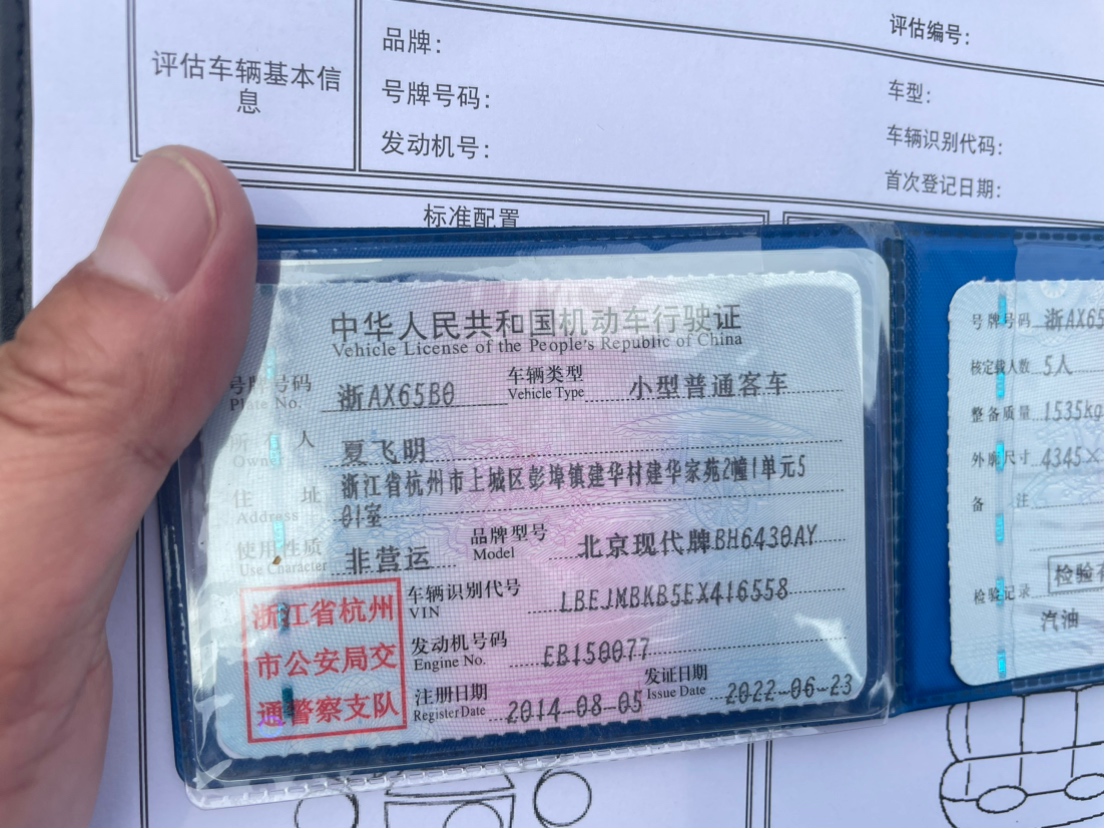 评估编号:
评估车辆基本信
息
品牌:
号牌号码:
发动机号:
车型:
车辆识别代码:
首次登记日期:
标准配置
中华人民共和国机动车行驶证
Vehicle License of the People's Republic of China
号牌号码 浙AX65B0 车辆类型 小型普通客车
Plate No. Vehicle Type
所有人 夏飞明
Owner
住址 浙江省杭州市上城区彭埠镇建华村建华家苑2幢1单元5
Address 01室
使用性质 非营运 品牌型号 北京现代牌BH6430AY
Use Character Model
浙江省杭州
市公安局交
通警察支队
车辆识别代号 LBEJMBKB5EX416558
VIN
发动机号码 EB150077
Engine No.
注册日期 2014-08-05 发证日期 2022-06-23
Register Date Issue Date
号牌号码 浙AX65
核定载人数 5人
整备质量 1535kg
外廓尺寸 4345×
备注
检验记录 检验有
汽油